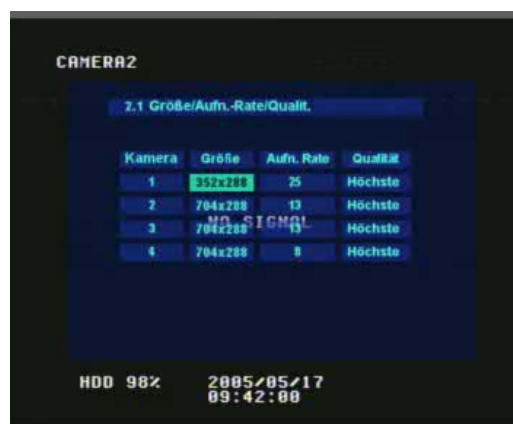 CAMERA2
2.1 Größe/Aufn.-Rate/Qualit.
Kamera Größe Aufn. Rate Qualität
1 352x288 25 Höchste
2 704x288 13 Höchste
NO SIGNAL
3 704x288 13 Höchste
4 704x288 8 Höchste
HDD 98% 2005/05/17
09:42:00